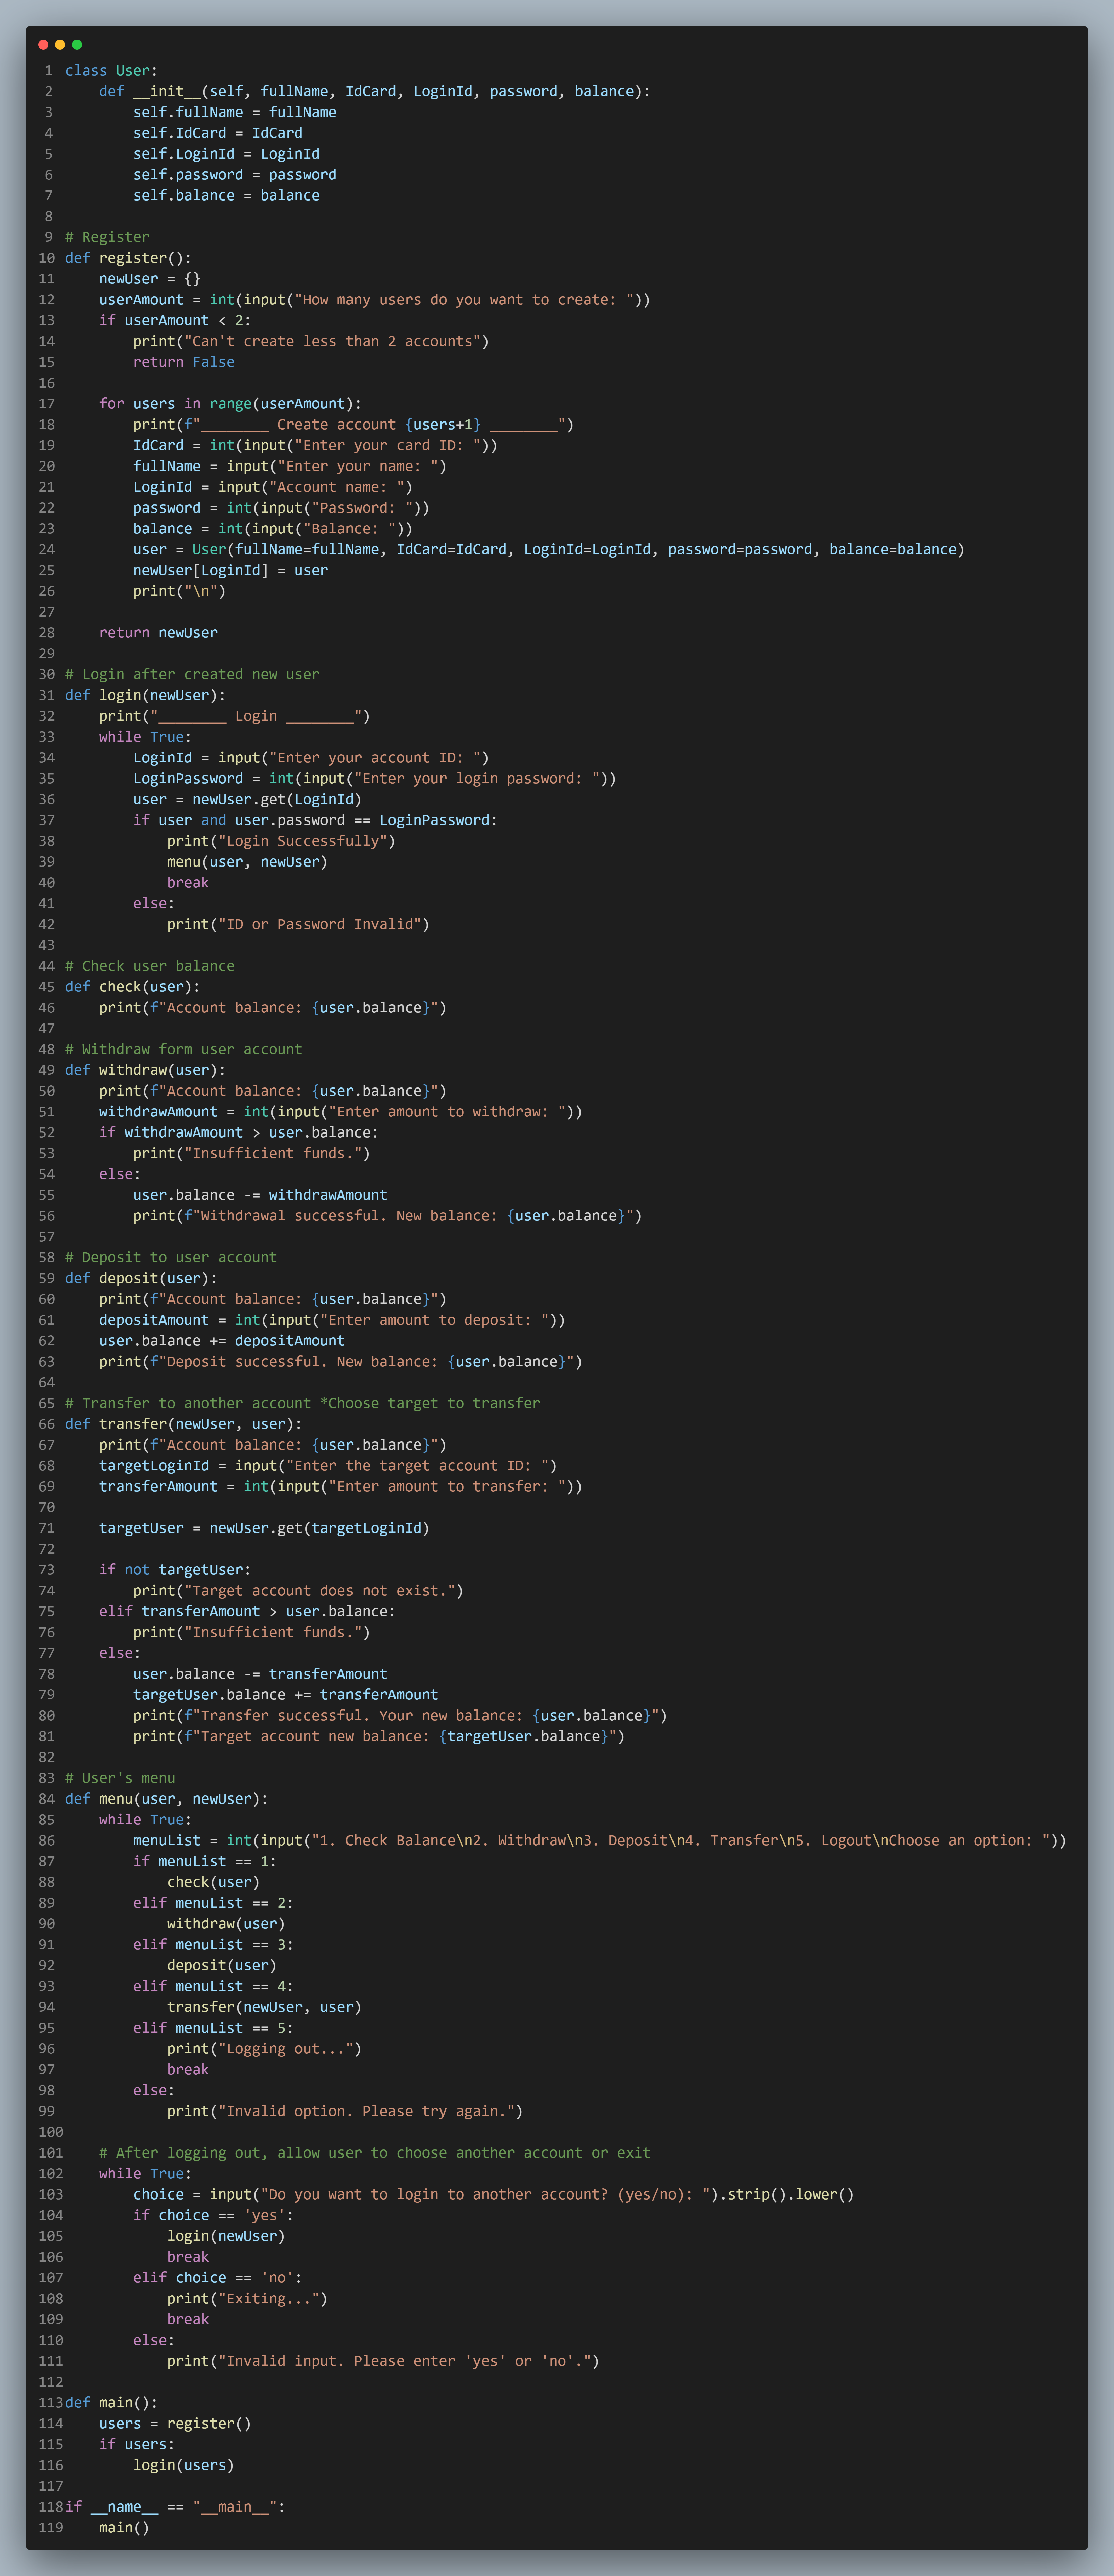 1 class User:
2     def __init__(self, fullName, IdCard, LoginId, password, balance):
3         self.fullName = fullName
4         self.IdCard = IdCard
5         self.LoginId = LoginId
6         self.password = password
7         self.balance = balance
8
9 # Register
10 def register():
11     newUser = {}
12     userAmount = int(input("How many users do you want to create: "))
13     if userAmount < 2:
14         print("Can't create less than 2 accounts")
15         return False
16
17     for users in range(userAmount):
18         print(f"________ Create account {users+1} ________")
19         IdCard = int(input("Enter your card ID: "))
20         fullName = input("Enter your name: ")
21         LoginId = input("Account name: ")
22         password = int(input("Password: "))
23         balance = int(input("Balance: "))
24         user = User(fullName=fullName, IdCard=IdCard, LoginId=LoginId, password=password, balance=balance)
25         newUser[LoginId] = user
26         print("\n")
27
28     return newUser
29
30 # Login after created new user
31 def login(newUser):
32     print("________ Login ________")
33     while True:
34         LoginId = input("Enter your account ID: ")
35         LoginPassword = int(input("Enter your login password: "))
36         user = newUser.get(LoginId)
37         if user and user.password == LoginPassword:
38             print("Login Successfully")
39             menu(user, newUser)
40             break
41         else:
42             print("ID or Password Invalid")
43
44 # Check user balance
45 def check(user):
46     print(f"Account balance: {user.balance}")
47
48 # Withdraw form user account
49 def withdraw(user):
50     print(f"Account balance: {user.balance}")
51     withdrawAmount = int(input("Enter amount to withdraw: "))
52     if withdrawAmount > user.balance:
53         print("Insufficient funds.")
54     else:
55         user.balance -= withdrawAmount
56         print(f"Withdrawal successful. New balance: {user.balance}")
57
58 # Deposit to user account
59 def deposit(user):
60     print(f"Account balance: {user.balance}")
61     depositAmount = int(input("Enter amount to deposit: "))
62     user.balance += depositAmount
63     print(f"Deposit successful. New balance: {user.balance}")
64
65 # Transfer to another account *Choose target to transfer
66 def transfer(newUser, user):
67     print(f"Account balance: {user.balance}")
68     targetLoginId = input("Enter the target account ID: ")
69     transferAmount = int(input("Enter amount to transfer: "))
70
71     targetUser = newUser.get(targetLoginId)
72
73     if not targetUser:
74         print("Target account does not exist.")
75     elif transferAmount > user.balance:
76         print("Insufficient funds.")
77     else:
78         user.balance -= transferAmount
79         targetUser.balance += transferAmount
80         print(f"Transfer successful. Your new balance: {user.balance}")
81         print(f"Target account new balance: {targetUser.balance}")
82
83 # User's menu
84 def menu(user, newUser):
85     while True:
86         menuList = int(input("1. Check Balance\n2. Withdraw\n3. Deposit\n4. Transfer\n5. Logout\nChoose an option: "))
87         if menuList == 1:
88             check(user)
89         elif menuList == 2:
90             withdraw(user)
91         elif menuList == 3:
92             deposit(user)
93         elif menuList == 4:
94             transfer(newUser, user)
95         elif menuList == 5:
96             print("Logging out...")
97             break
98         else:
99             print("Invalid option. Please try again.")
100
101     # After logging out, allow user to choose another account or exit
102     while True:
103         choice = input("Do you want to login to another account? (yes/no): ").strip().lower()
104         if choice == 'yes':
105             login(newUser)
106             break
107         elif choice == 'no':
108             print("Exiting...")
109             break
110         else:
111             print("Invalid input. Please enter 'yes' or 'no'.")
112
113 def main():
114     users = register()
115     if users:
116         login(users)
117
118 if __name__ == "__main__":
119     main()